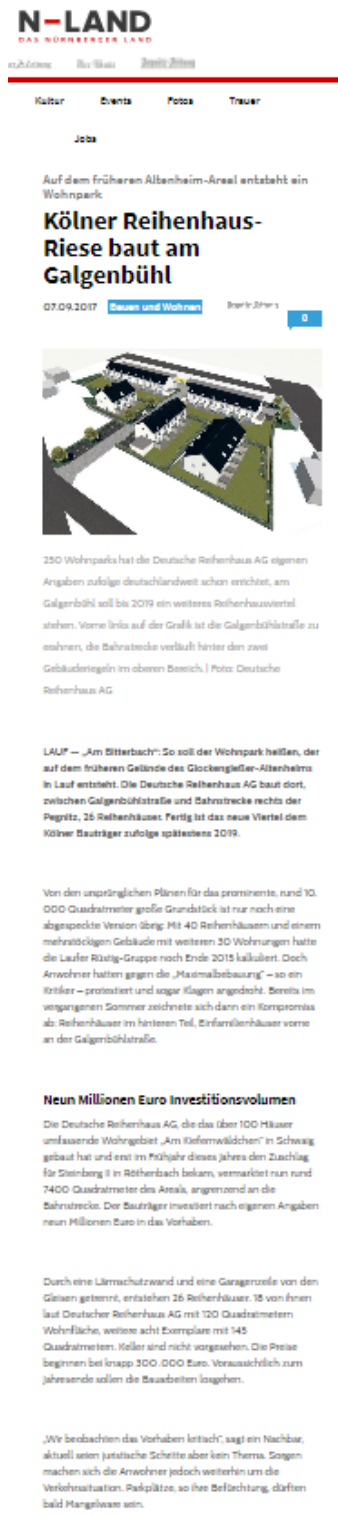 N-LAND
DAS NÜRNBERGER LAND
Kultur Events Fotos Trauer
Jobs
Auf dem früheren Altenheim-Areal entsteht ein
Wohnpark
Kölner Reihenhaus-
Riese baut am
Galgenbühl
07.09.2017 Bauen und Wohnen
0
250 Wohnparks hat die Deutsche Reihenhaus AG eigenen
Angaben zufolge deutschlandweit schon errichtet, am
Galgenbühl soll bis 2019 ein weiteres Reihenhausviertel
stehen. Vorne links auf der Grafik ist die Galgenbühlstraße zu
erahnen, die Bahnstrecke verläuft hinter den zwei
Gebäuderiegeln im oberen Bereich. | Foto: Deutsche
Reihenhaus AG
LAUF — „Am Bitterbach“: So soll der Wohnpark heißen, der
auf dem früheren Gelände des Glockengießer-Altenheims
in Lauf entsteht. Die Deutsche Reihenhaus AG baut dort,
zwischen Galgenbühlstraße und Bahnstrecke rechts der
Pegnitz, 26 Reihenhäuser. Fertig ist das neue Viertel dem
Kölner Bauträger zufolge spätestens 2019.
Von den ursprünglichen Plänen für das prominente, rund 10.
000 Quadratmeter große Grundstück ist nur noch eine
abgespeckte Version übrig: Mit 40 Reihenhäusern und einem
mehrstöckigen Gebäude mit weiteren 30 Wohnungen hatte
die Laufer Rüstig-Gruppe noch Ende 2015 kalkuliert. Doch
Anwohner hatten gegen die „Maximalbebauung“ – so ein
Kritiker – protestiert und sogar Klagen angedroht. Bereits im
vergangenen Sommer zeichnete sich dann ein Kompromiss
ab: Reihenhäuser im hinteren Teil, Einfamilienhäuser vorne
an der Galgenbühlstraße.
Neun Millionen Euro Investitionsvolumen
Die Deutsche Reihenhaus AG, die das über 100 Häuser
umfassende Wohngebiet „Am Kiefernwäldchen“ in Schwaig
gebaut hat und erst im Frühjahr dieses Jahres den Zuschlag
für Steinberg II in Röthenbach bekam, vermarktet nun rund
7400 Quadratmeter des Areals, angrenzend an die
Bahnstrecke. Der Bauträger investiert nach eigenen Angaben
neun Millionen Euro in das Vorhaben.
Durch eine Lärmschutzwand und eine Garagenzeile von den
Gleisen getrennt, entstehen 26 Reihenhäuser. 18 von ihnen
laut Deutscher Reihenhaus AG mit 120 Quadratmetern
Wohnfläche, weitere acht Exemplare mit 145
Quadratmetern. Keller sind nicht vorgesehen. Die Preise
beginnen bei knapp 300.000 Euro. Voraussichtlich zum
Jahresende sollen die Bauarbeiten losgehen.
„Wir beobachten das Vorhaben kritisch“, sagt ein Nachbar,
aktuell seien juristische Schritte aber kein Thema. Sorgen
machen sich die Anwohner jedoch weiterhin um die
Verkehrssituation. Parkplätze, so ihre Befürchtung, dürften
bald Mangelware sein.